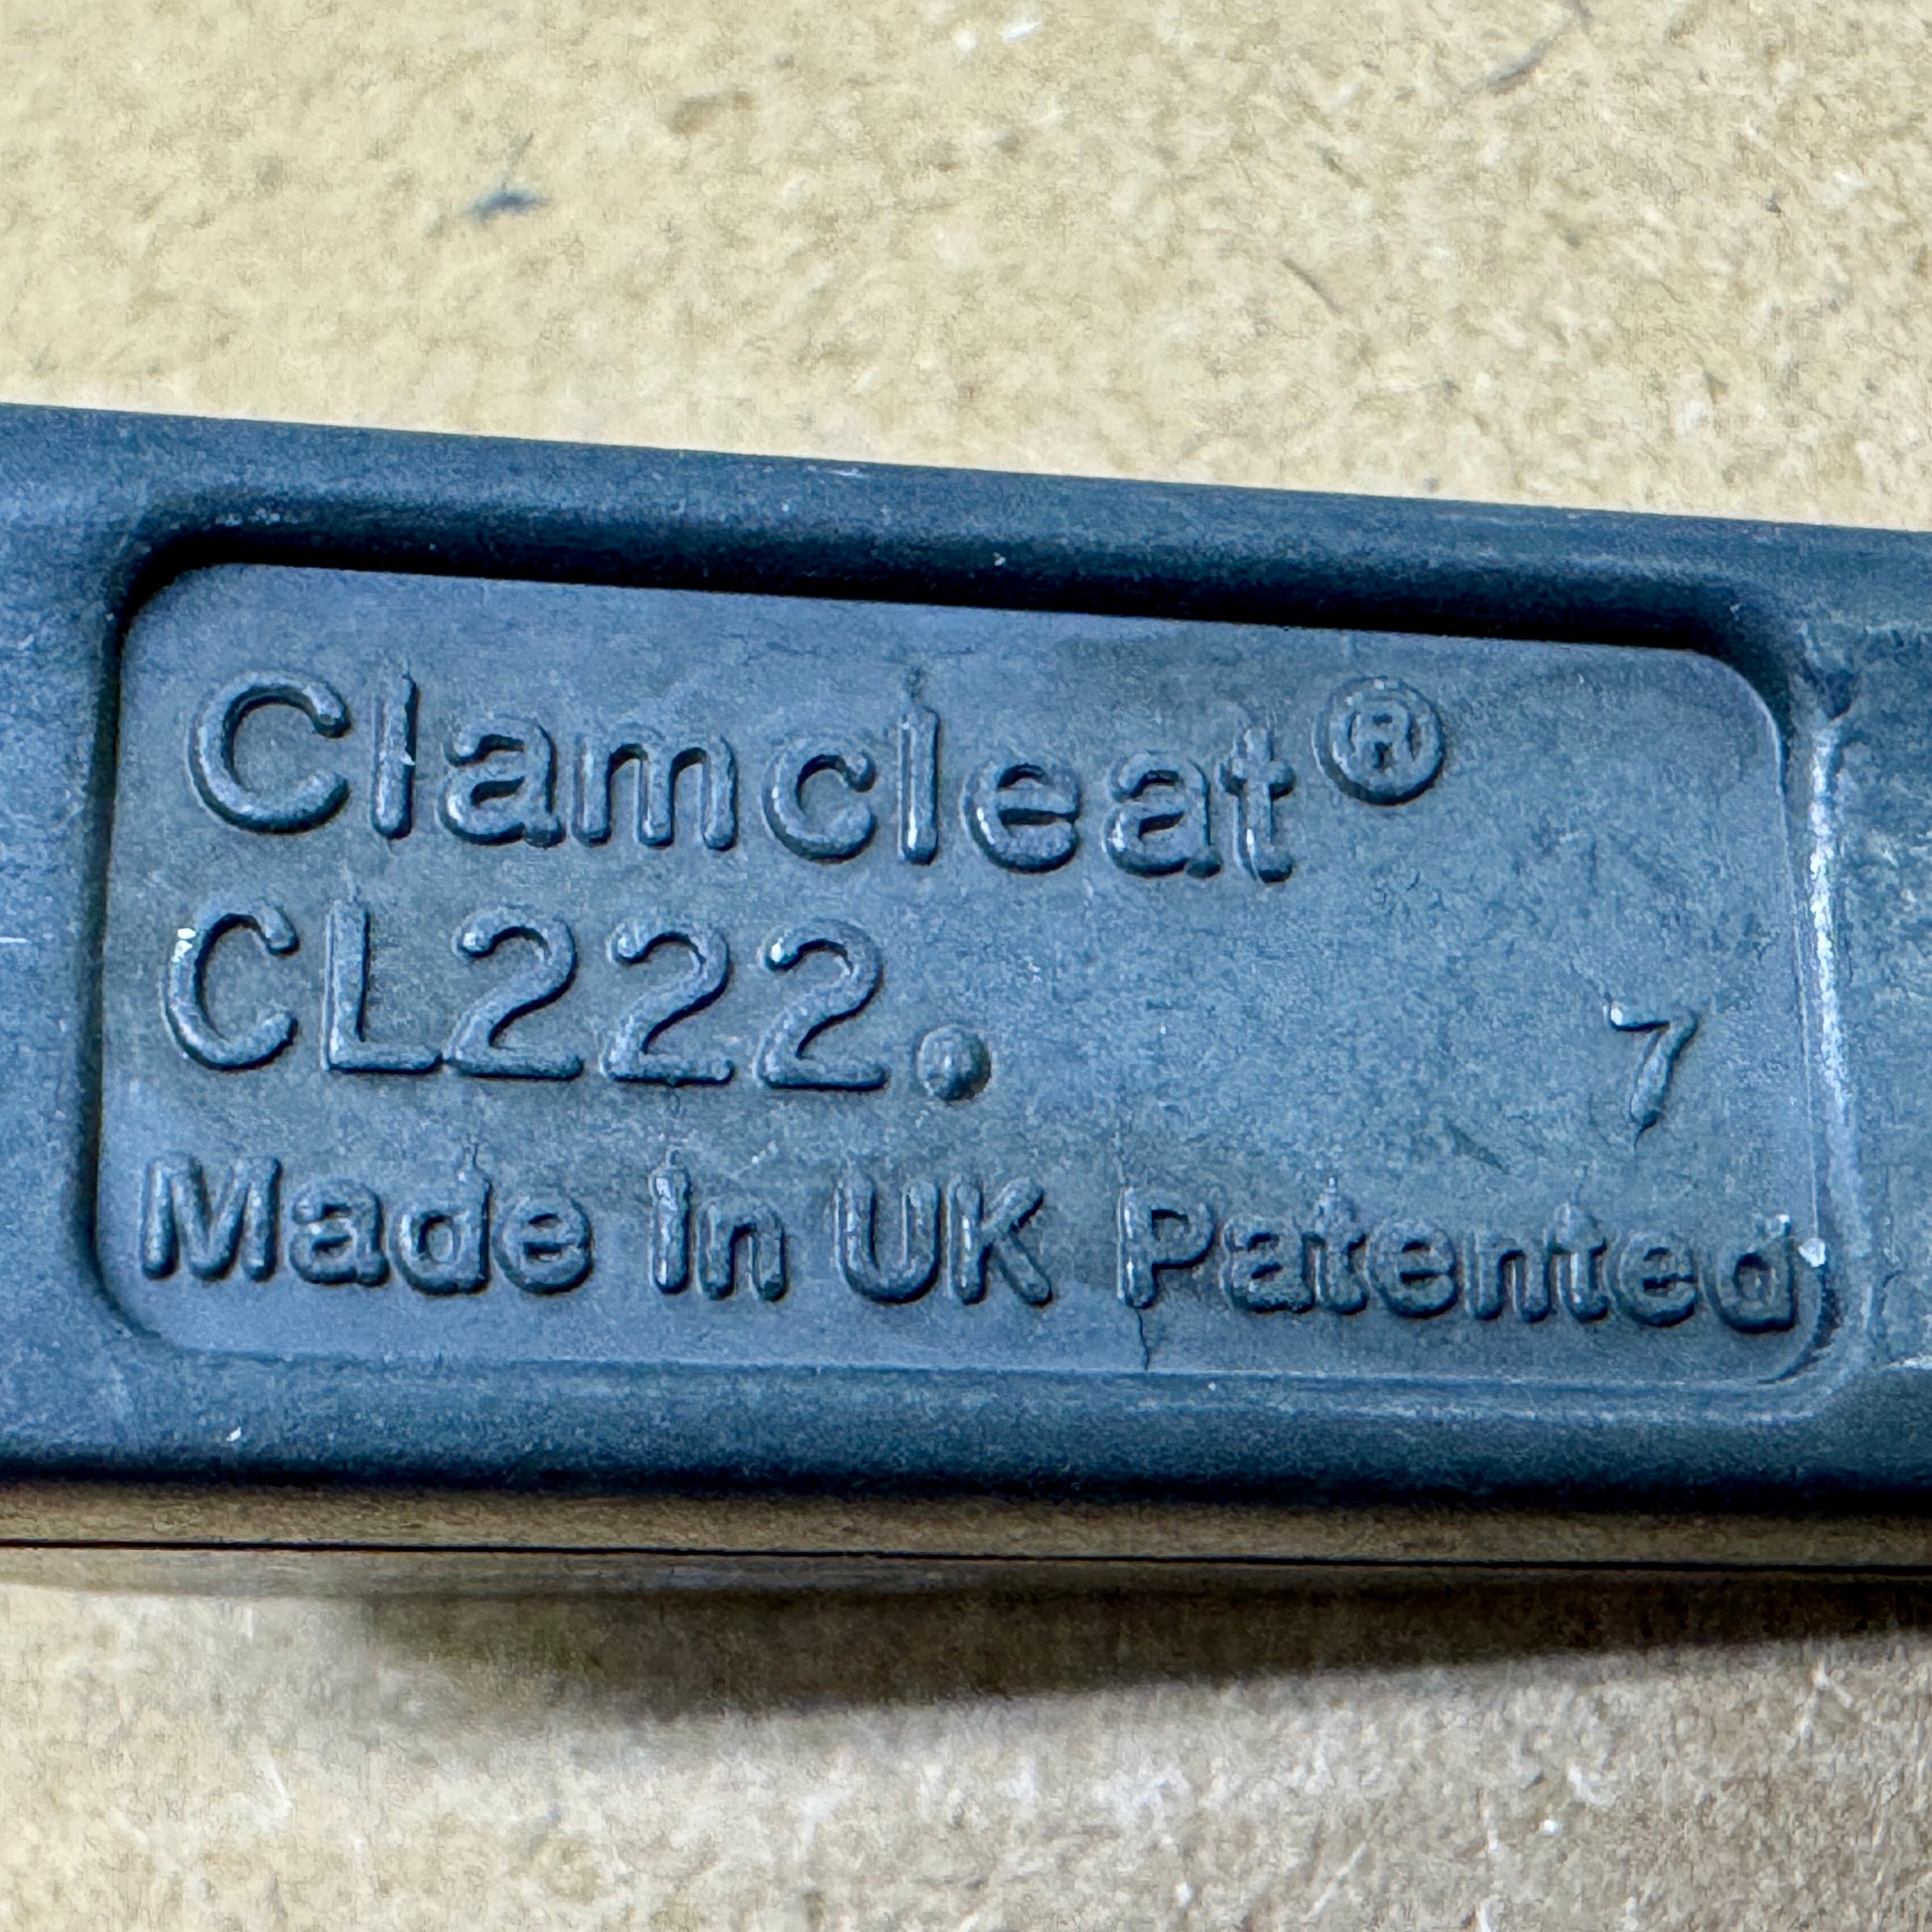 Clamcleat®
CL222. 7
Made In UK Patented